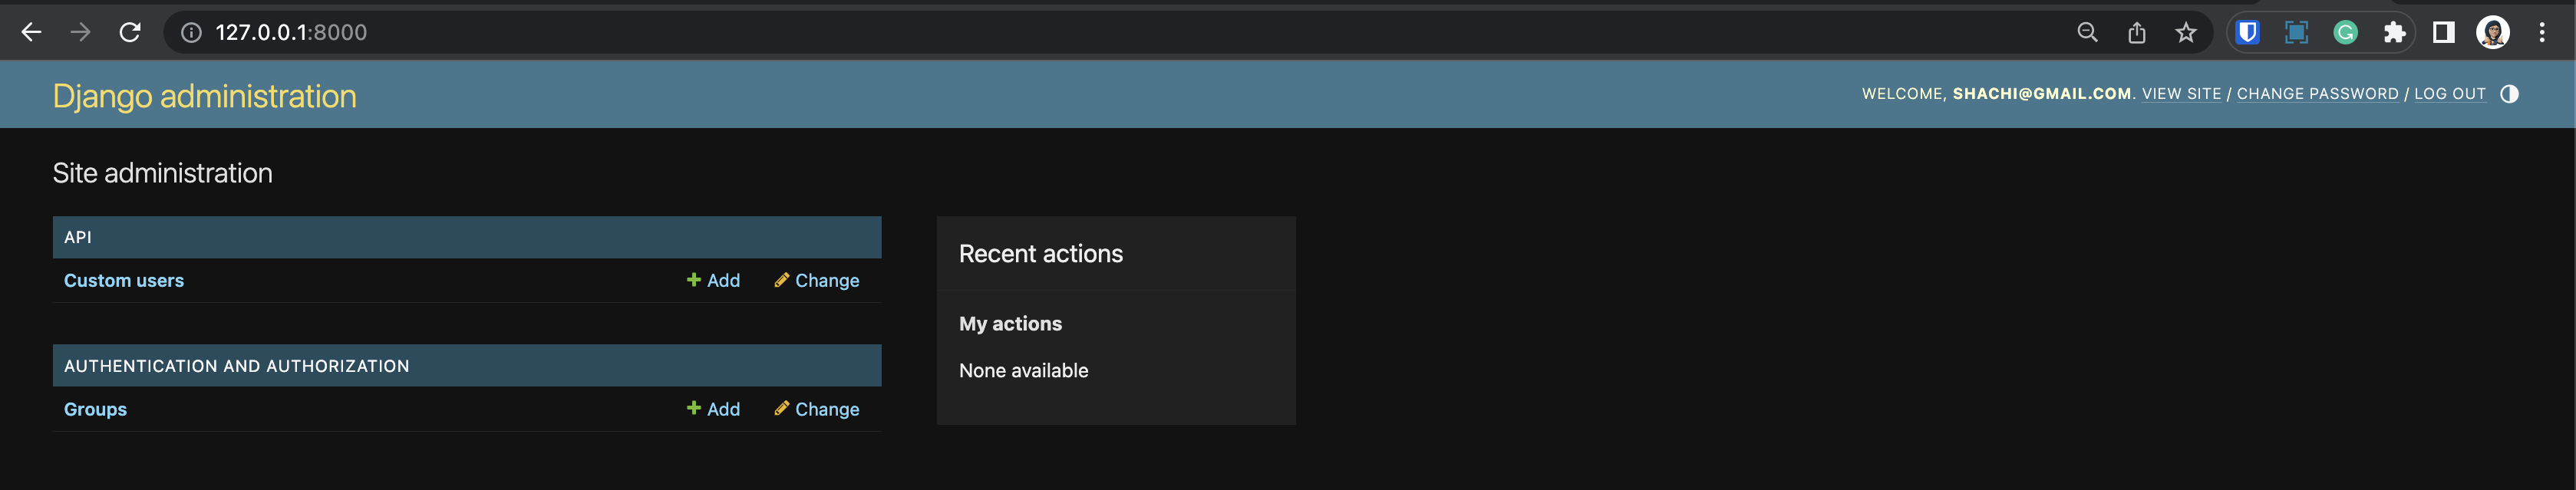 127.0.0.1:8000
Django administration
WELCOME, SHACHI@GMAIL.COM. VIEW SITE / CHANGE PASSWORD / LOG OUT
Site administration
API
Custom users Add Change
AUTHENTICATION AND AUTHORIZATION
Groups Add Change
Recent actions
My actions
None available